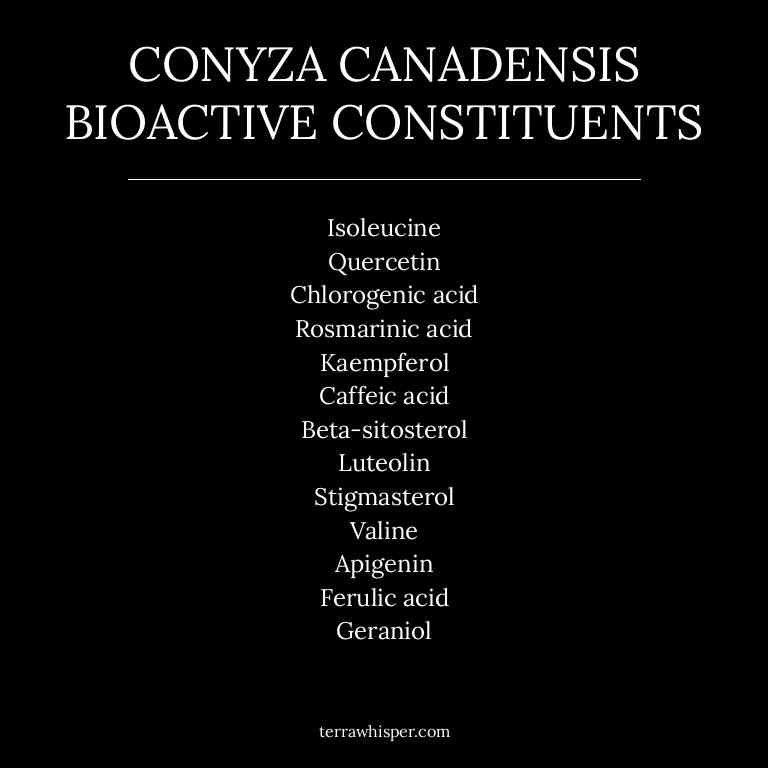 CONYZA CANADENSIS
BIOACTIVE CONSTITUENTS
Isoleucine
Quercetin
Chlorogenic acid
Rosmarinic acid
Kaempferol
Caffeic acid
Beta-sitosterol
Luteolin
Stigmasterol
Valine
Apigenin
Ferulic acid
Geraniol
terrawhisper.com